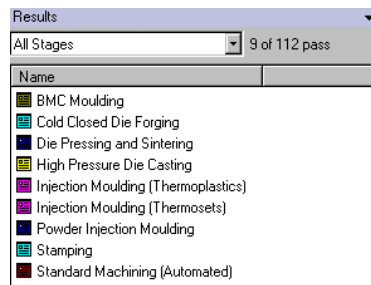 Results
All Stages 9 of 112 pass
Name
BMC Moulding
Cold Closed Die Forging
Die Pressing and Sintering
High Pressure Die Casting
Injection Moulding (Thermoplastics)
Injection Moulding (Thermosets)
Powder Injection Moulding
Stamping
Standard Machining (Automated)